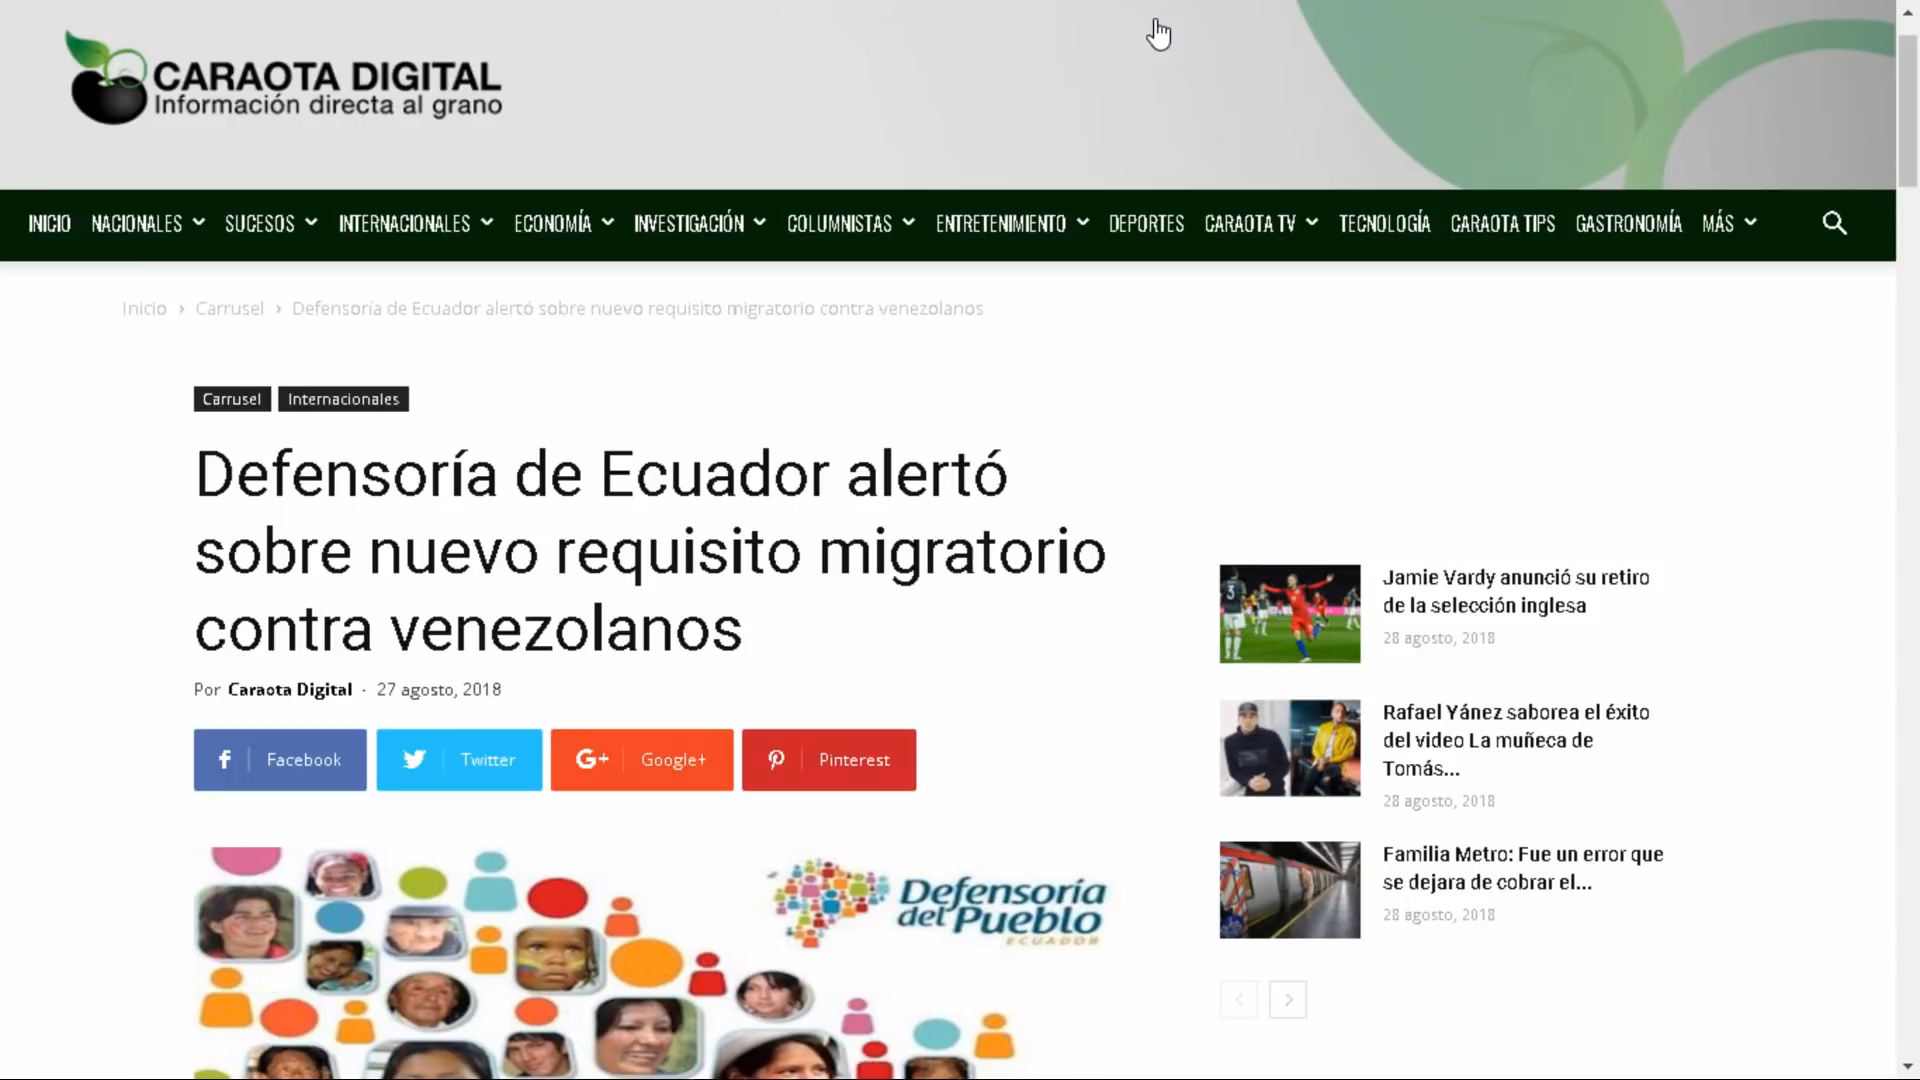 CARAOTA DIGITAL
Información directa al grano
INICIO NACIONALES SUCESOS INTERNACIONALES ECONOMÍA INVESTIGACIÓN COLUMNISTAS ENTRETENIMIENTO DEPORTES CARAOTA TV TECNOLOGÍA CARAOTA TIPS GASTRONOMÍA MÁS
Inicio › Carrusel › Defensoría de Ecuador alertó sobre nuevo requisito migratorio contra venezolanos
Carrusel Internacionales
Defensoría de Ecuador alertó
sobre nuevo requisito migratorio
contra venezolanos
Por Caraota Digital - 27 agosto, 2018
f Facebook Twitter G+ Google+ Pinterest
Defensoría
del Pueblo
ECUADOR
Jamie Vardy anunció su retiro
de la selección inglesa
28 agosto, 2018
Rafael Yánez saborea el éxito
del video La muñeca de
Tomás...
28 agosto, 2018
Familia Metro: Fue un error que
se dejara de cobrar el...
28 agosto, 2018